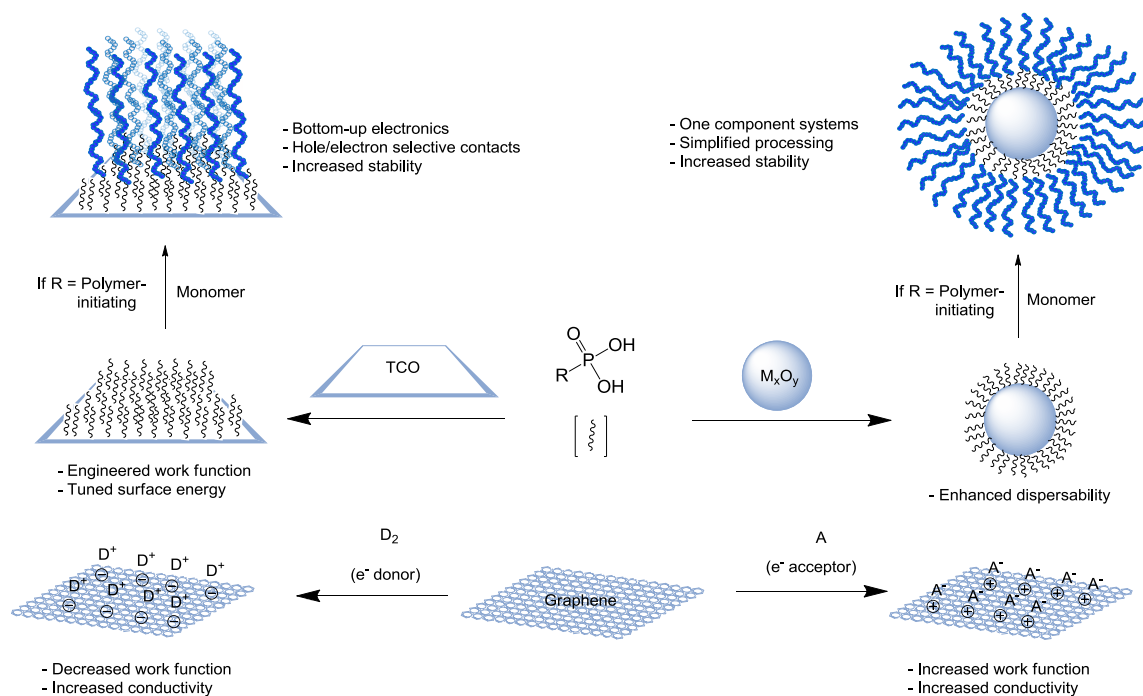 - Bottom-up electronics
- Hole/electron selective contacts
- Increased stability
- One component systems
- Simplified processing
- Increased stability
If R = Polymer-
initiating
Monomer
If R = Polymer-
initiating
Monomer
TCO
O
OH
P
R
OH
MxOy
[ ]
- Engineered work function
- Tuned surface energy
- Enhanced dispersability
D+ D+ D+ D+
D+ D+ D+
− − − −
− − − −
D2
(e- donor)
Graphene
A
(e- acceptor)
A- A- A- A-
A- A- A- A-
+ + + +
+ + + +
- Decreased work function
- Increased conductivity
- Increased work function
- Increased conductivity